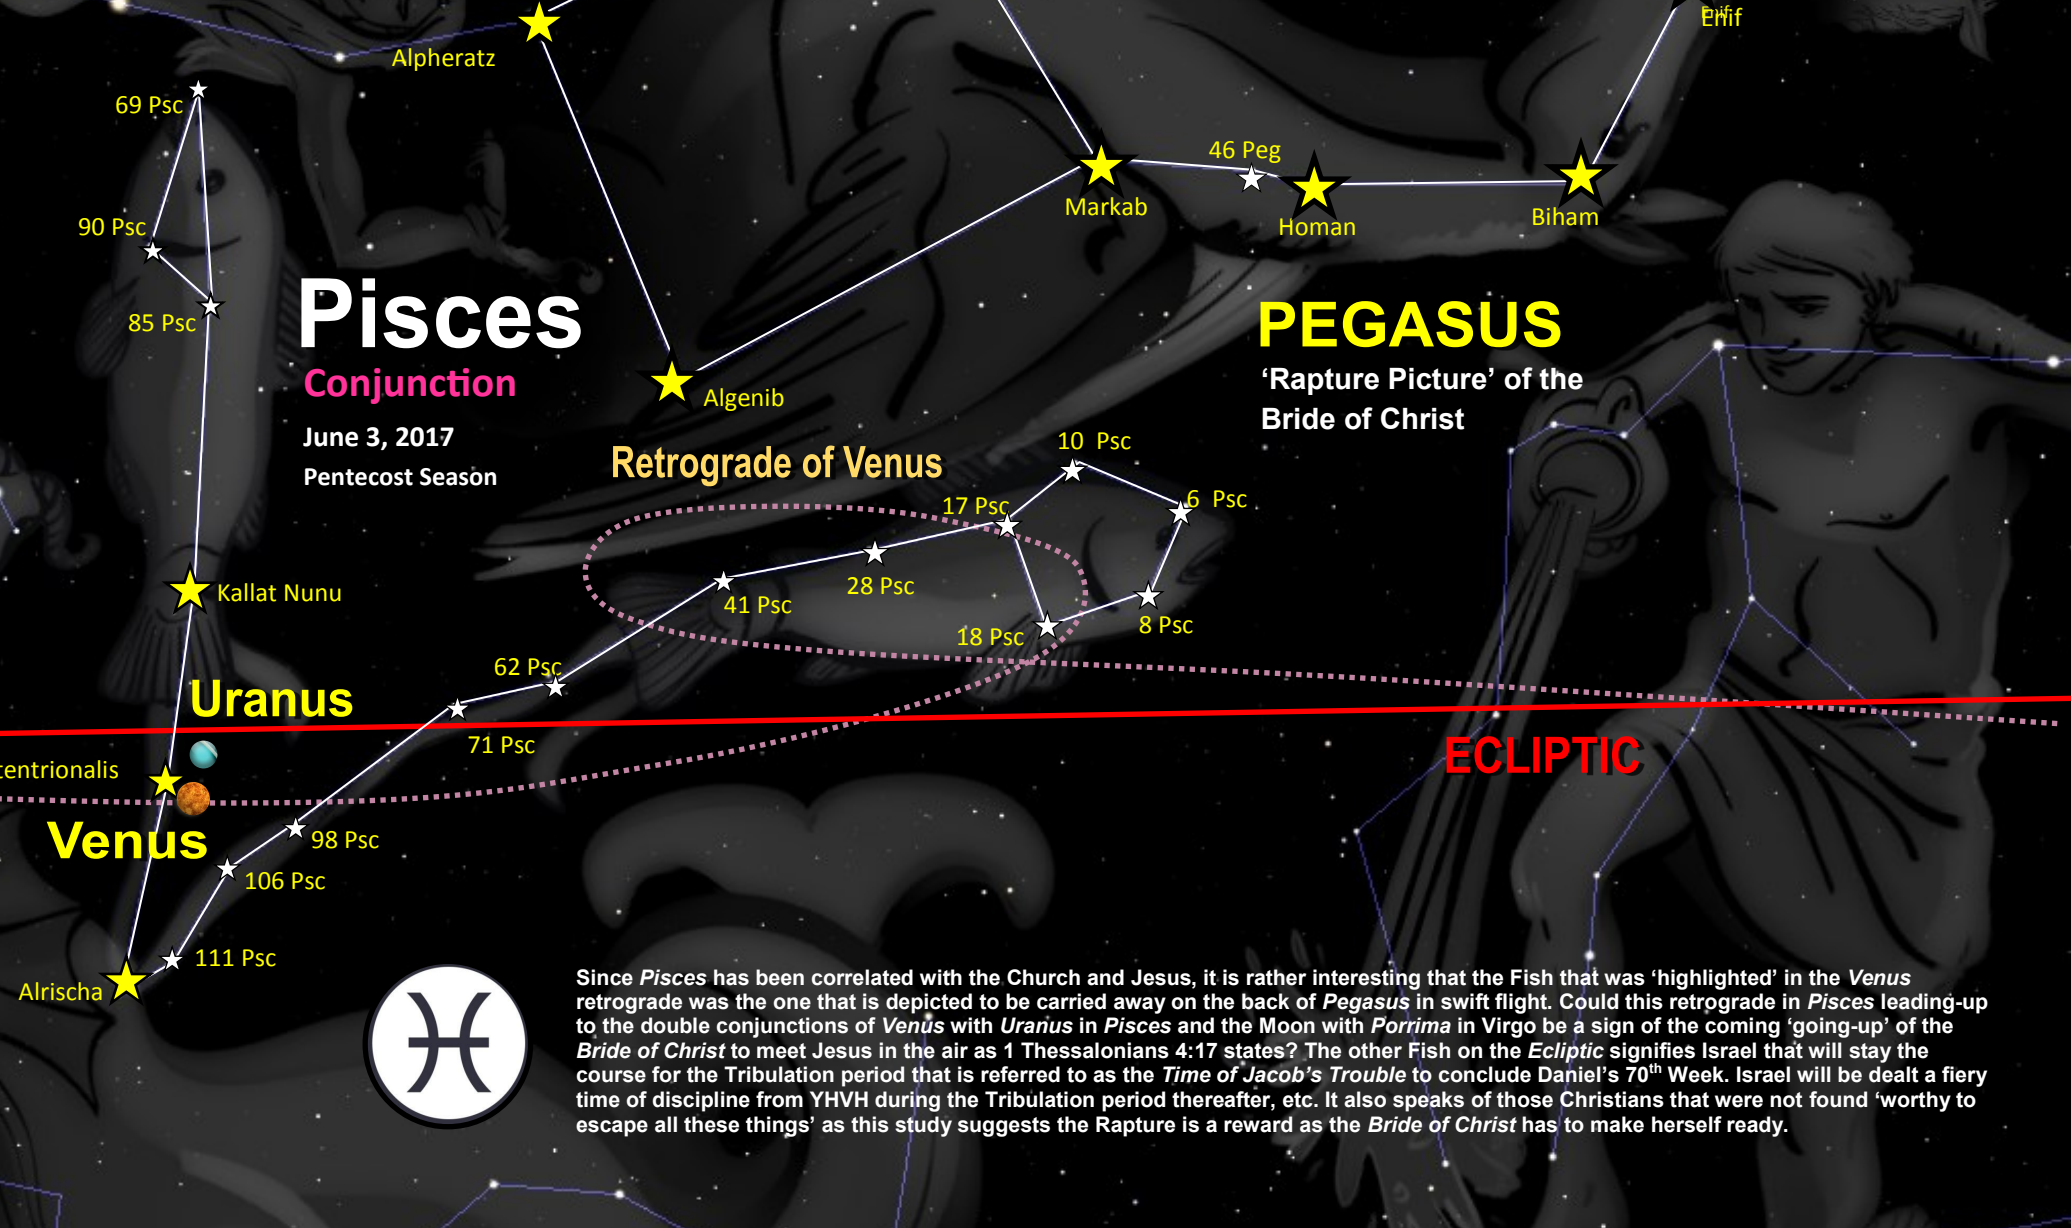 Enif
Alpheratz
69 Psc
46 Peg
Markab
Homan
Biham
90 Psc
85 Psc
Pisces
Conjunction
June 3, 2017
Pentecost Season
Algenib
PEGASUS
‘Rapture Picture’ of the
Bride of Christ
Retrograde of Venus
10 Psc
17 Psc
6 Psc
28 Psc
41 Psc
18 Psc
8 Psc
Kallat Nunu
62 Psc
Uranus
71 Psc
ECLIPTIC
tentrionalis
Venus
98 Psc
106 Psc
111 Psc
Alrischa
Since Pisces has been correlated with the Church and Jesus, it is rather interesting that the Fish that was ‘highlighted’ in the Venus
retrograde was the one that is depicted to be carried away on the back of Pegasus in swift flight. Could this retrograde in Pisces leading-up
to the double conjunctions of Venus with Uranus in Pisces and the Moon with Porrima in Virgo be a sign of the coming ‘going-up’ of the
Bride of Christ to meet Jesus in the air as 1 Thessalonians 4:17 states? The other Fish on the Ecliptic signifies Israel that will stay the
course for the Tribulation period that is referred to as the Time of Jacob’s Trouble to conclude Daniel’s 70th Week. Israel will be dealt a fiery
time of discipline from YHVH during the Tribulation period thereafter, etc. It also speaks of those Christians that were not found ‘worthy to
escape all these things’ as this study suggests the Rapture is a reward as the Bride of Christ has to make herself ready.